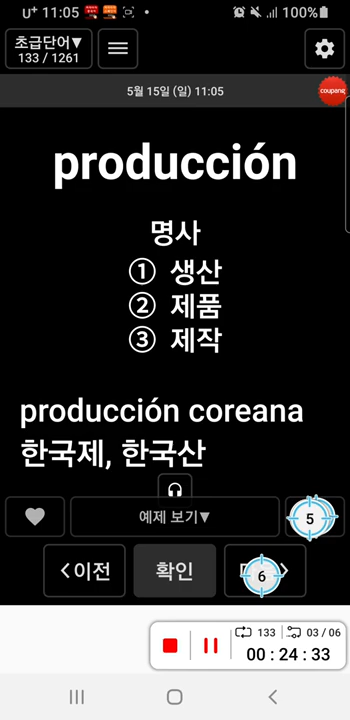 U+ 11:05 100%
초급단어▼
133 / 1261
5월 15일 (일) 11:05
coupang
producción
명사
① 생산
② 제품
③ 제작
producción coreana
한국제, 한국산
예제 보기▼
5
<이전
확인
6
>
133 03 / 06
00 : 24 : 33